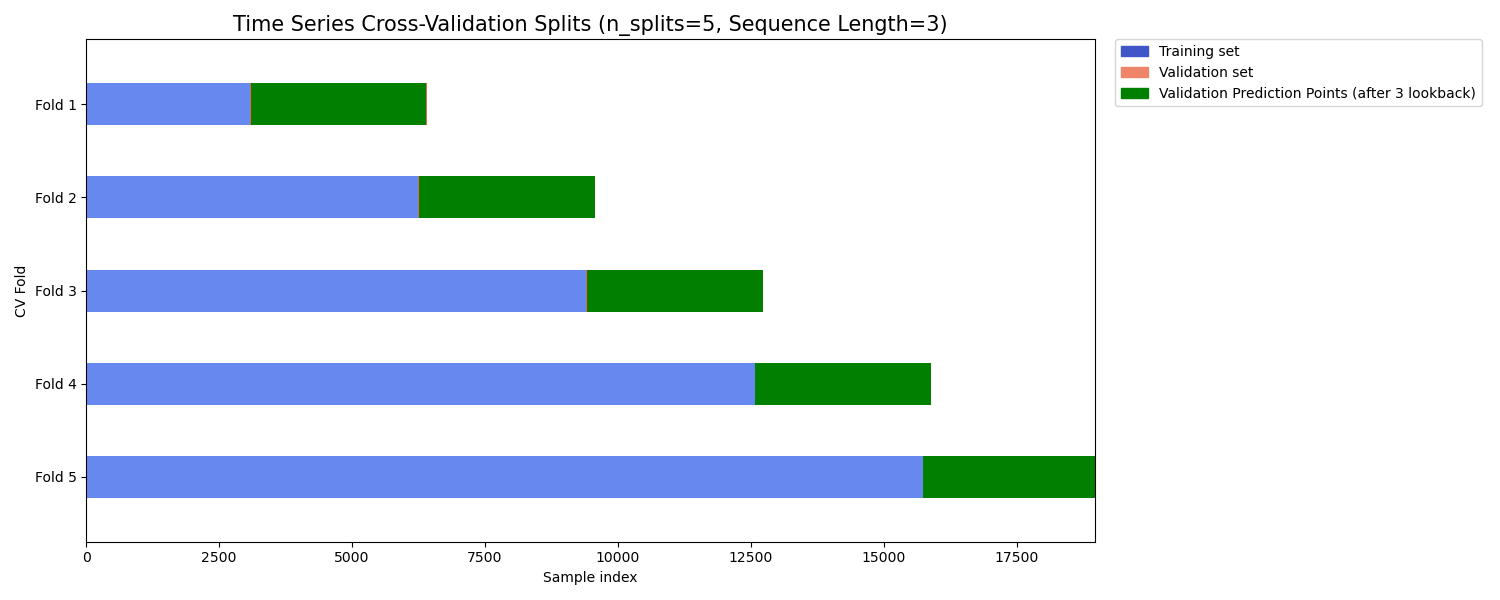 Time Series Cross-Validation Splits (n_splits=5, Sequence Length=3)
Training set
Validation set
Validation Prediction Points (after 3 lookback)
CV Fold
Fold 1
Fold 2
Fold 3
Fold 4
Fold 5
0 2500 5000 7500 10000 12500 15000 17500
Sample index